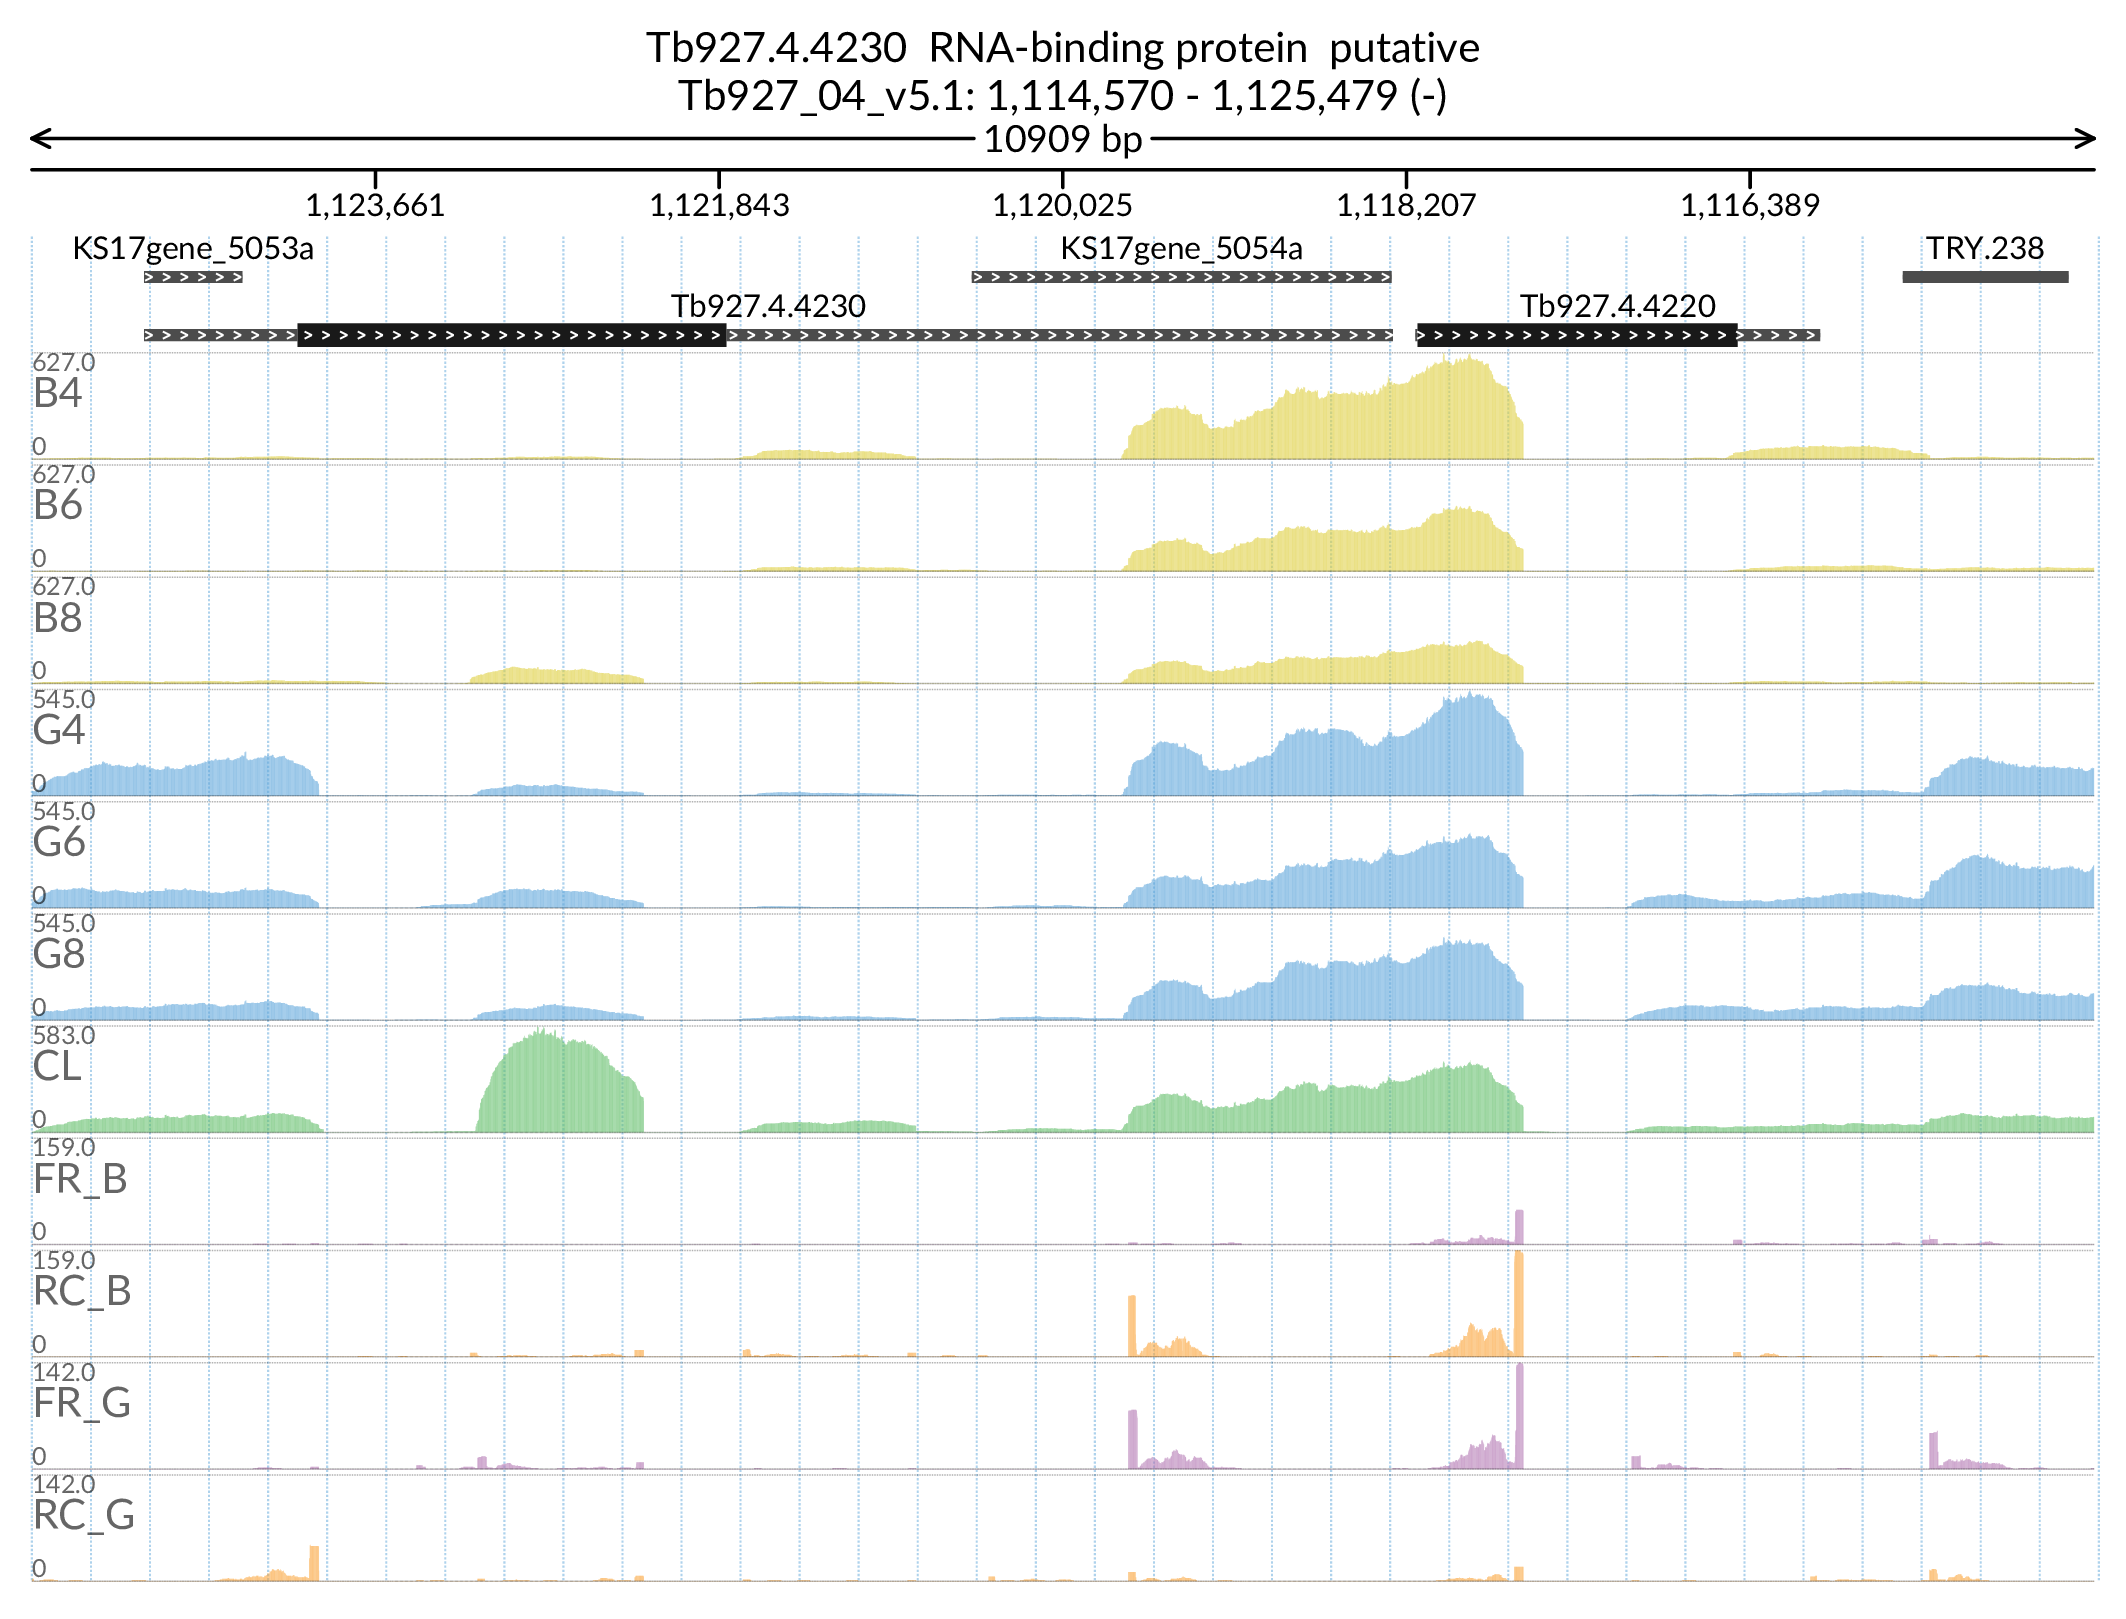 Tb927.4.4230  RNA-binding protein  putative
Tb927_04_v5.1: 1,114,570 - 1,125,479 (-)
10909 bp
1,123,661 1,121,843 1,120,025 1,118,207 1,116,389
KS17gene_5053a KS17gene_5054a TRY.238
Tb927.4.4230 Tb927.4.4220
627.0
B4
0
627.0
B6
0
627.0
B8
0
545.0
G4
0
545.0
G6
0
545.0
G8
0
583.0
CL
0
159.0
FR_B
0
159.0
RC_B
0
142.0
FR_G
0
142.0
RC_G
0